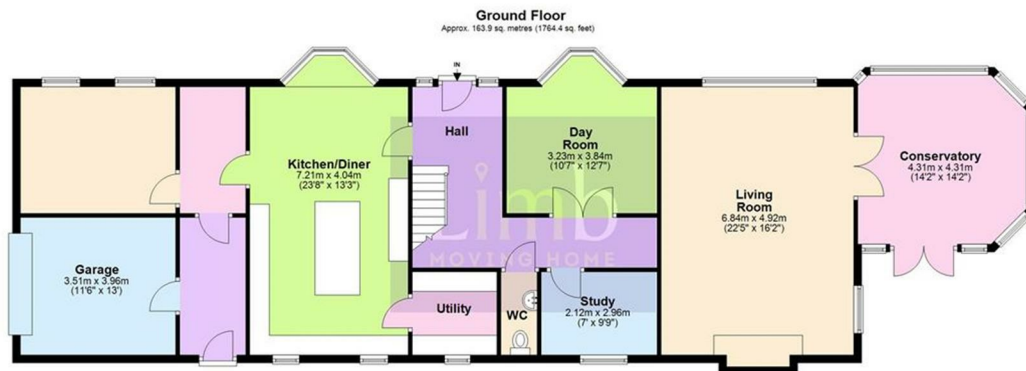 Ground Floor
Approx. 163.9 sq. metres (1764.4 sq. feet)
IN
Hall
Kitchen/Diner
7.21m x 4.04m
(23'8" x 13'3")
Day
Room
3.23m x 3.84m
(10'7" x 12'7")
Living
Room
6.84m x 4.92m
(22'5" x 16'2")
Conservatory
4.31m x 4.31m
(14'2" x 14'2")
Limb
MOVING HOME
Garage
3.51m x 3.96m
(11'6" x 13')
Utility
WC
Study
2.12m x 2.96m
(7' x 9'9")